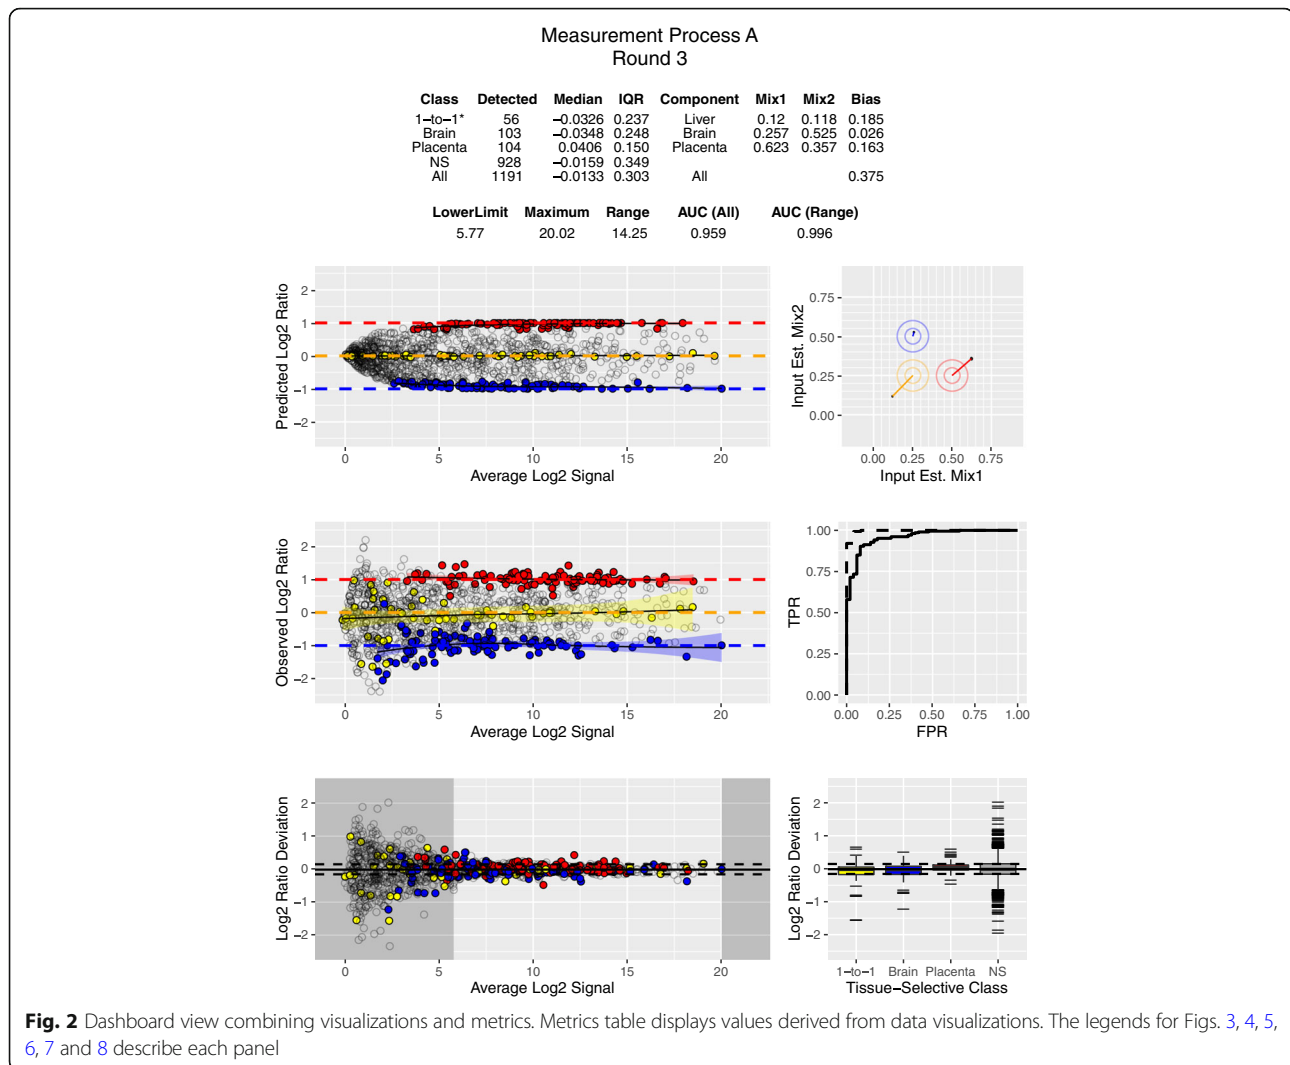 Measurement Process A
Round 3
Class Detected Median IQR Component Mix1 Mix2 Bias
1−to−1* 56 −0.0326 0.237 Liver 0.12 0.118 0.185
Brain 103 −0.0348 0.248 Brain 0.257 0.525 0.026
Placenta 104 0.0406 0.150 Placenta 0.623 0.357 0.163
NS 928 −0.0159 0.349
All 1191 −0.0133 0.303 All 0.375
LowerLimit Maximum Range AUC (All) AUC (Range)
5.77 20.02 14.25 0.959 0.996
Predicted Log2 Ratio
2
1
0
−1
−2
0 5 10 15 20
Average Log2 Signal
Input Est. Mix2
0.75
0.50
0.25
0.00
0.00 0.25 0.50 0.75
Input Est. Mix1
Observed Log2 Ratio
2
1
0
−1
−2
0 5 10 15 20
Average Log2 Signal
TPR
1.00
0.75
0.50
0.25
0.00
0.00 0.25 0.50 0.75 1.00
FPR
Log2 Ratio Deviation
2
1
0
−1
−2
0 5 10 15 20
Average Log2 Signal
Log2 Ratio Deviation
2
1
0
−1
−2
1−to−1 Brain Placenta NS
Tissue−Selective Class
Fig. 2 Dashboard view combining visualizations and metrics. Metrics table displays values derived from data visualizations. The legends for Figs. 3, 4, 5,
6, 7 and 8 describe each panel